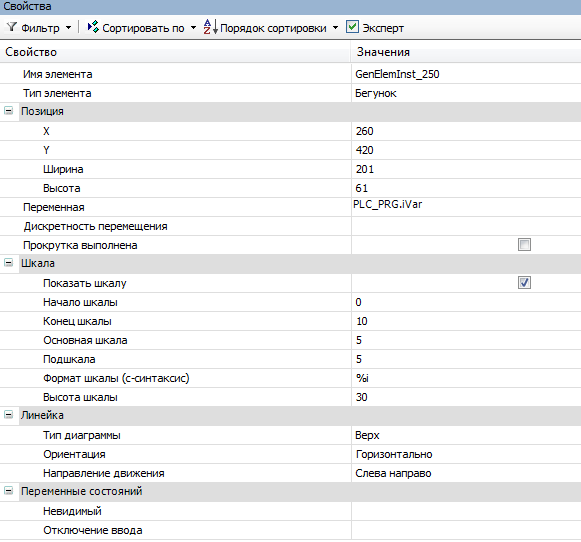 Свойства
Фильтр Сортировать по Порядок сортировки Эксперт
Свойство Значения
Имя элемента GenElemInst_250
Тип элемента Бегунок
Позиция
X 260
Y 420
Ширина 201
Высота 61
Переменная PLC_PRG.iVar
Дискретность перемещения
Прокрутка выполнена
Шкала
Показать шкалу
Начало шкалы 0
Конец шкалы 10
Основная шкала 5
Подшкала 5
Формат шкалы (с-синтаксис) %i
Высота шкалы 30
Линейка
Тип диаграммы Верх
Ориентация Горизонтально
Направление движения Слева направо
Переменные состояний
Невидимый
Отключение ввода